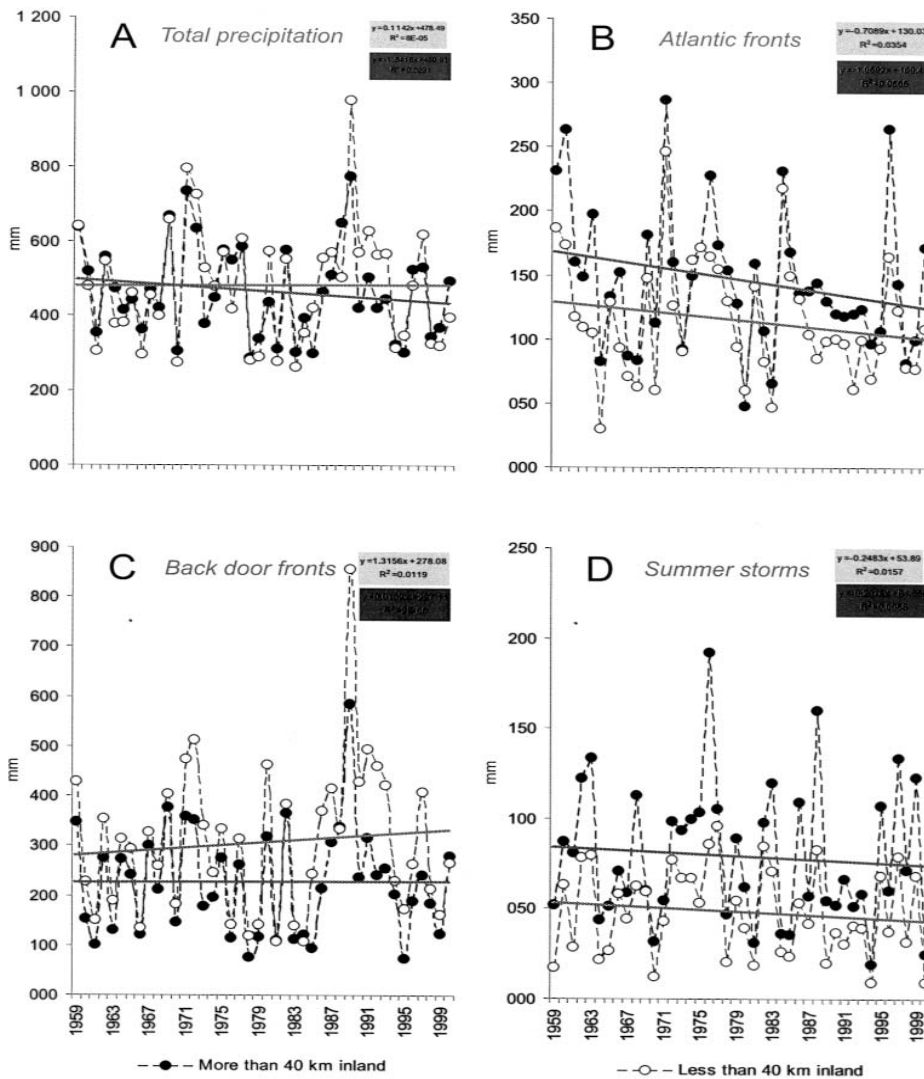 A Total precipitation
y=0.1142x+478.49
R²=8E-05
1 200
1 000
800
600
400
200
000
mm
B Atlantic fronts
y=-0.7089x+130.03
R²=0.0354
350
300
250
200
150
100
050
000
mm
C Back door fronts
y=1.3156x+278.08
R²=0.0119
900
800
700
600
500
400
300
200
100
000
mm
1959
1963
1967
1971
1975
1979
1983
1987
1991
1995
1999
D Summer storms
y=-0.2483x+53.89
R²=0.0157
250
200
150
100
050
000
mm
1959
1963
1967
1971
1975
1979
1983
1987
1991
1995
1999
More than 40 km inland
Less than 40 km inland